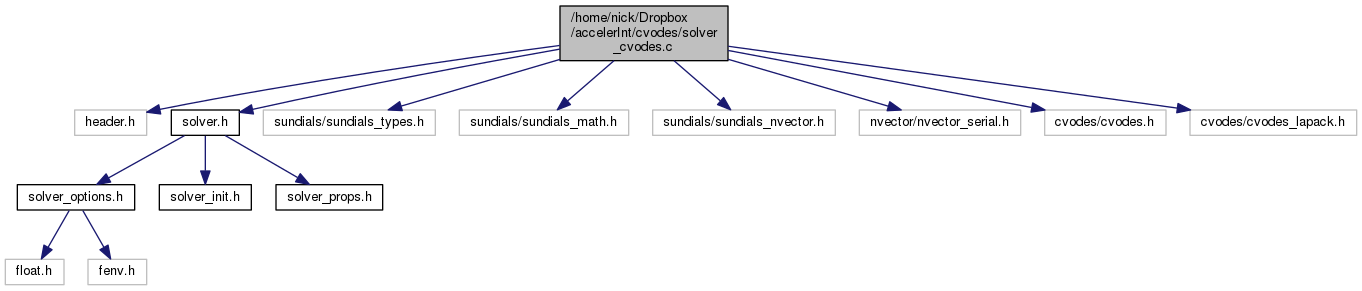 /home/nick/Dropbox
/accelerInt/cvodes/solver
_cvodes.c
header.h
solver.h
sundials/sundials_types.h
sundials/sundials_math.h
sundials/sundials_nvector.h
nvector/nvector_serial.h
cvodes/cvodes.h
cvodes/cvodes_lapack.h
solver_options.h
solver_init.h
solver_props.h
float.h
fenv.h